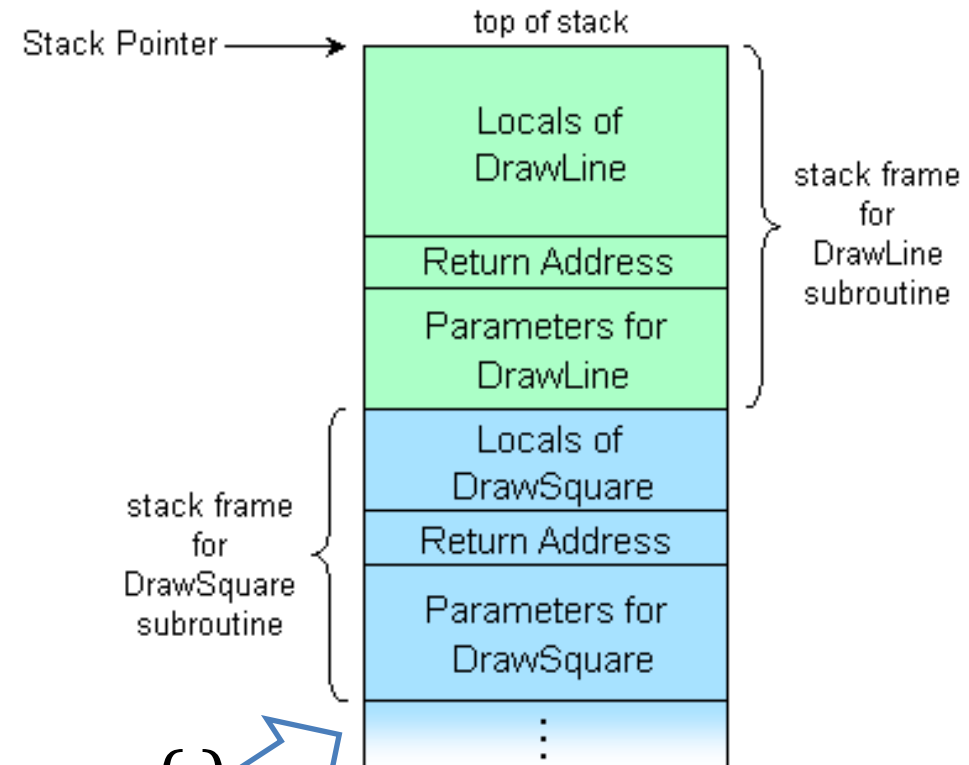 top of stack
Stack Pointer
Locals of
DrawLine
Return Address
Parameters for
DrawLine
stack frame
for
DrawLine
subroutine
Locals of
DrawSquare
Return Address
Parameters for
DrawSquare
stack frame
for
DrawSquare
subroutine
⋮